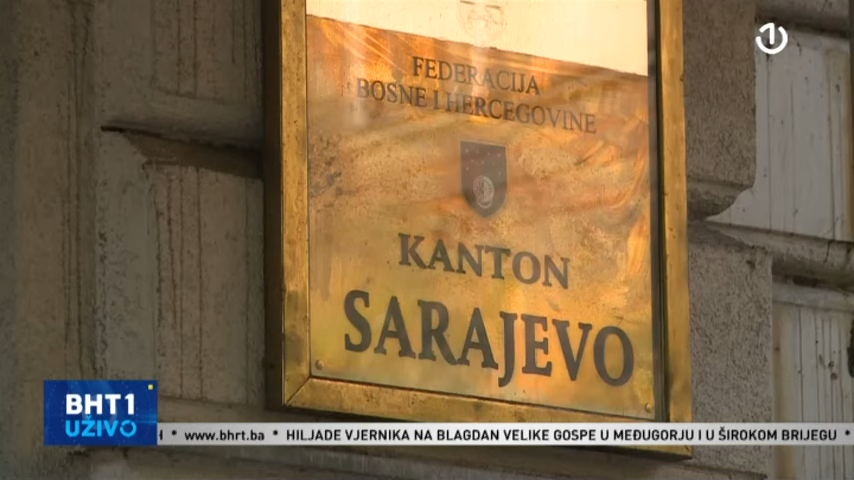 FEDERACIJA
BOSNE I HERCEGOVINE
KANTON
SARAJEVO
BHT1
UŽIVO
H * www.bhrt.ba * HILJADE VJERNIKA NA BLAGDAN VELIKE GOSPE U MEĐUGORJU I U ŠIROKOM BRIJEGU *